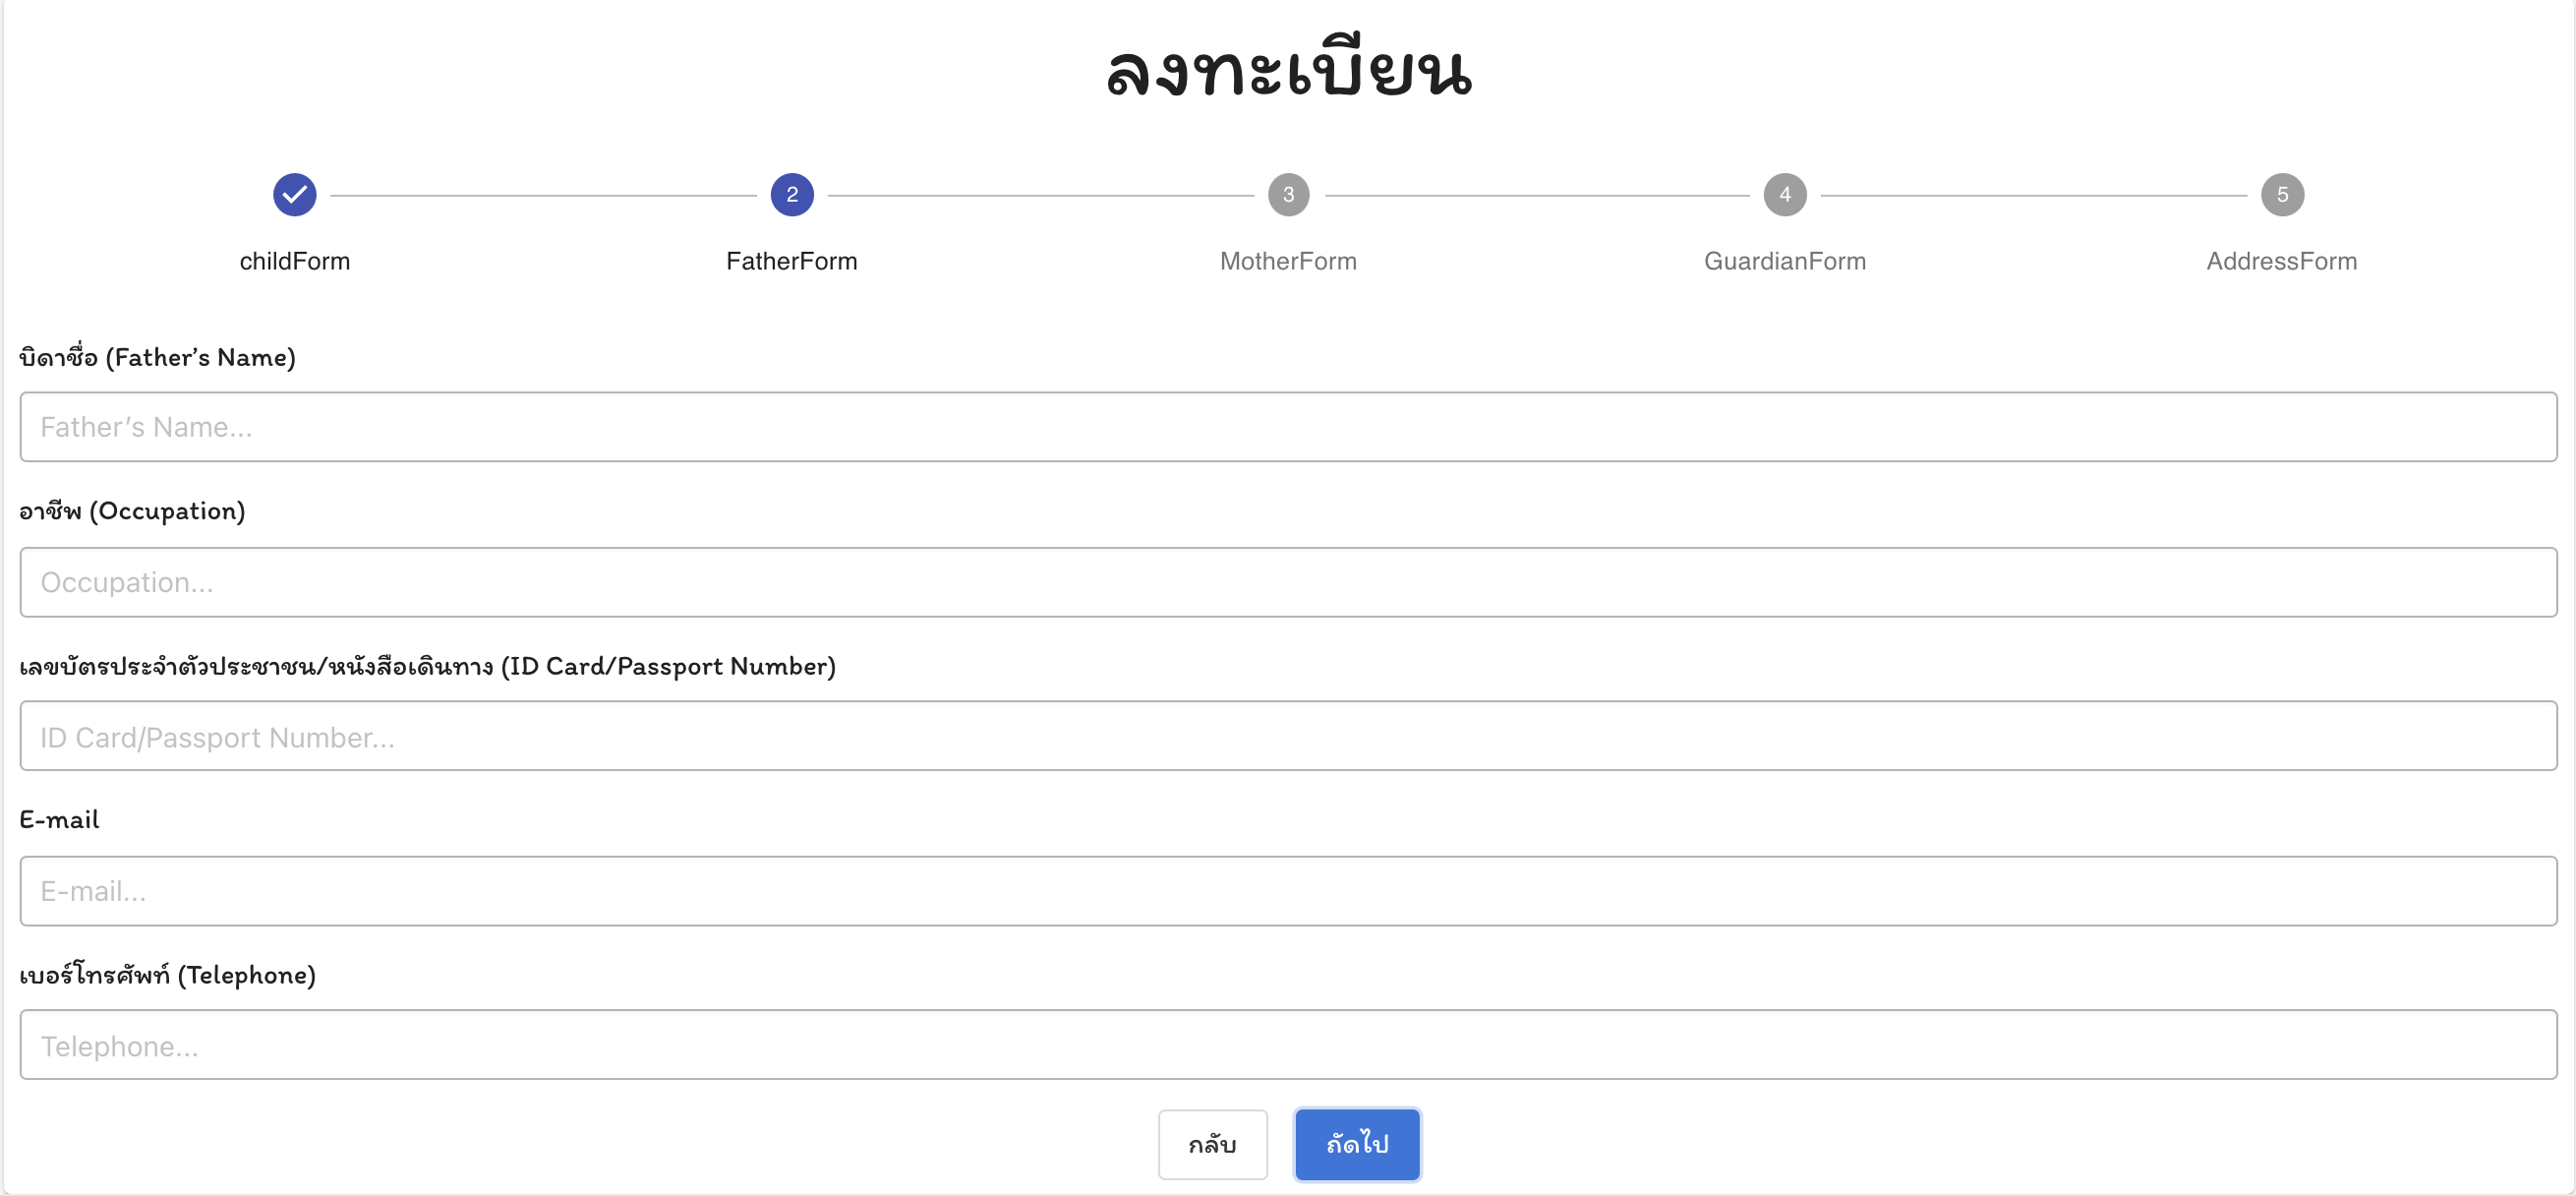 ลงทะเบียน
2 3 4 5
childForm FatherForm MotherForm GuardianForm AddressForm
บิดาชื่อ (Father’s Name)
Father’s Name...
อาชีพ (Occupation)
Occupation...
เลขบัตรประจำตัวประชาชน/หนังสือเดินทาง (ID Card/Passport Number)
ID Card/Passport Number...
E-mail
E-mail...
เบอร์โทรศัพท์ (Telephone)
Telephone...
กลับ ถัดไป